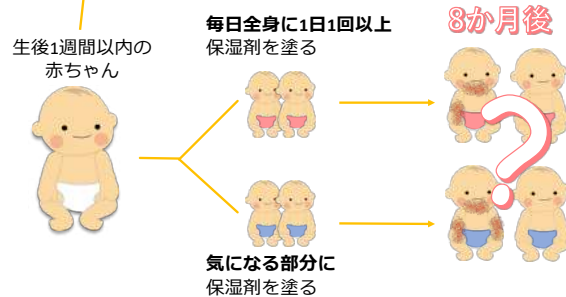 生後1週間以内の
赤ちゃん
毎日全身に1日1回以上
保湿剤を塗る
8か月後
?
気になる部分に
保湿剤を塗る